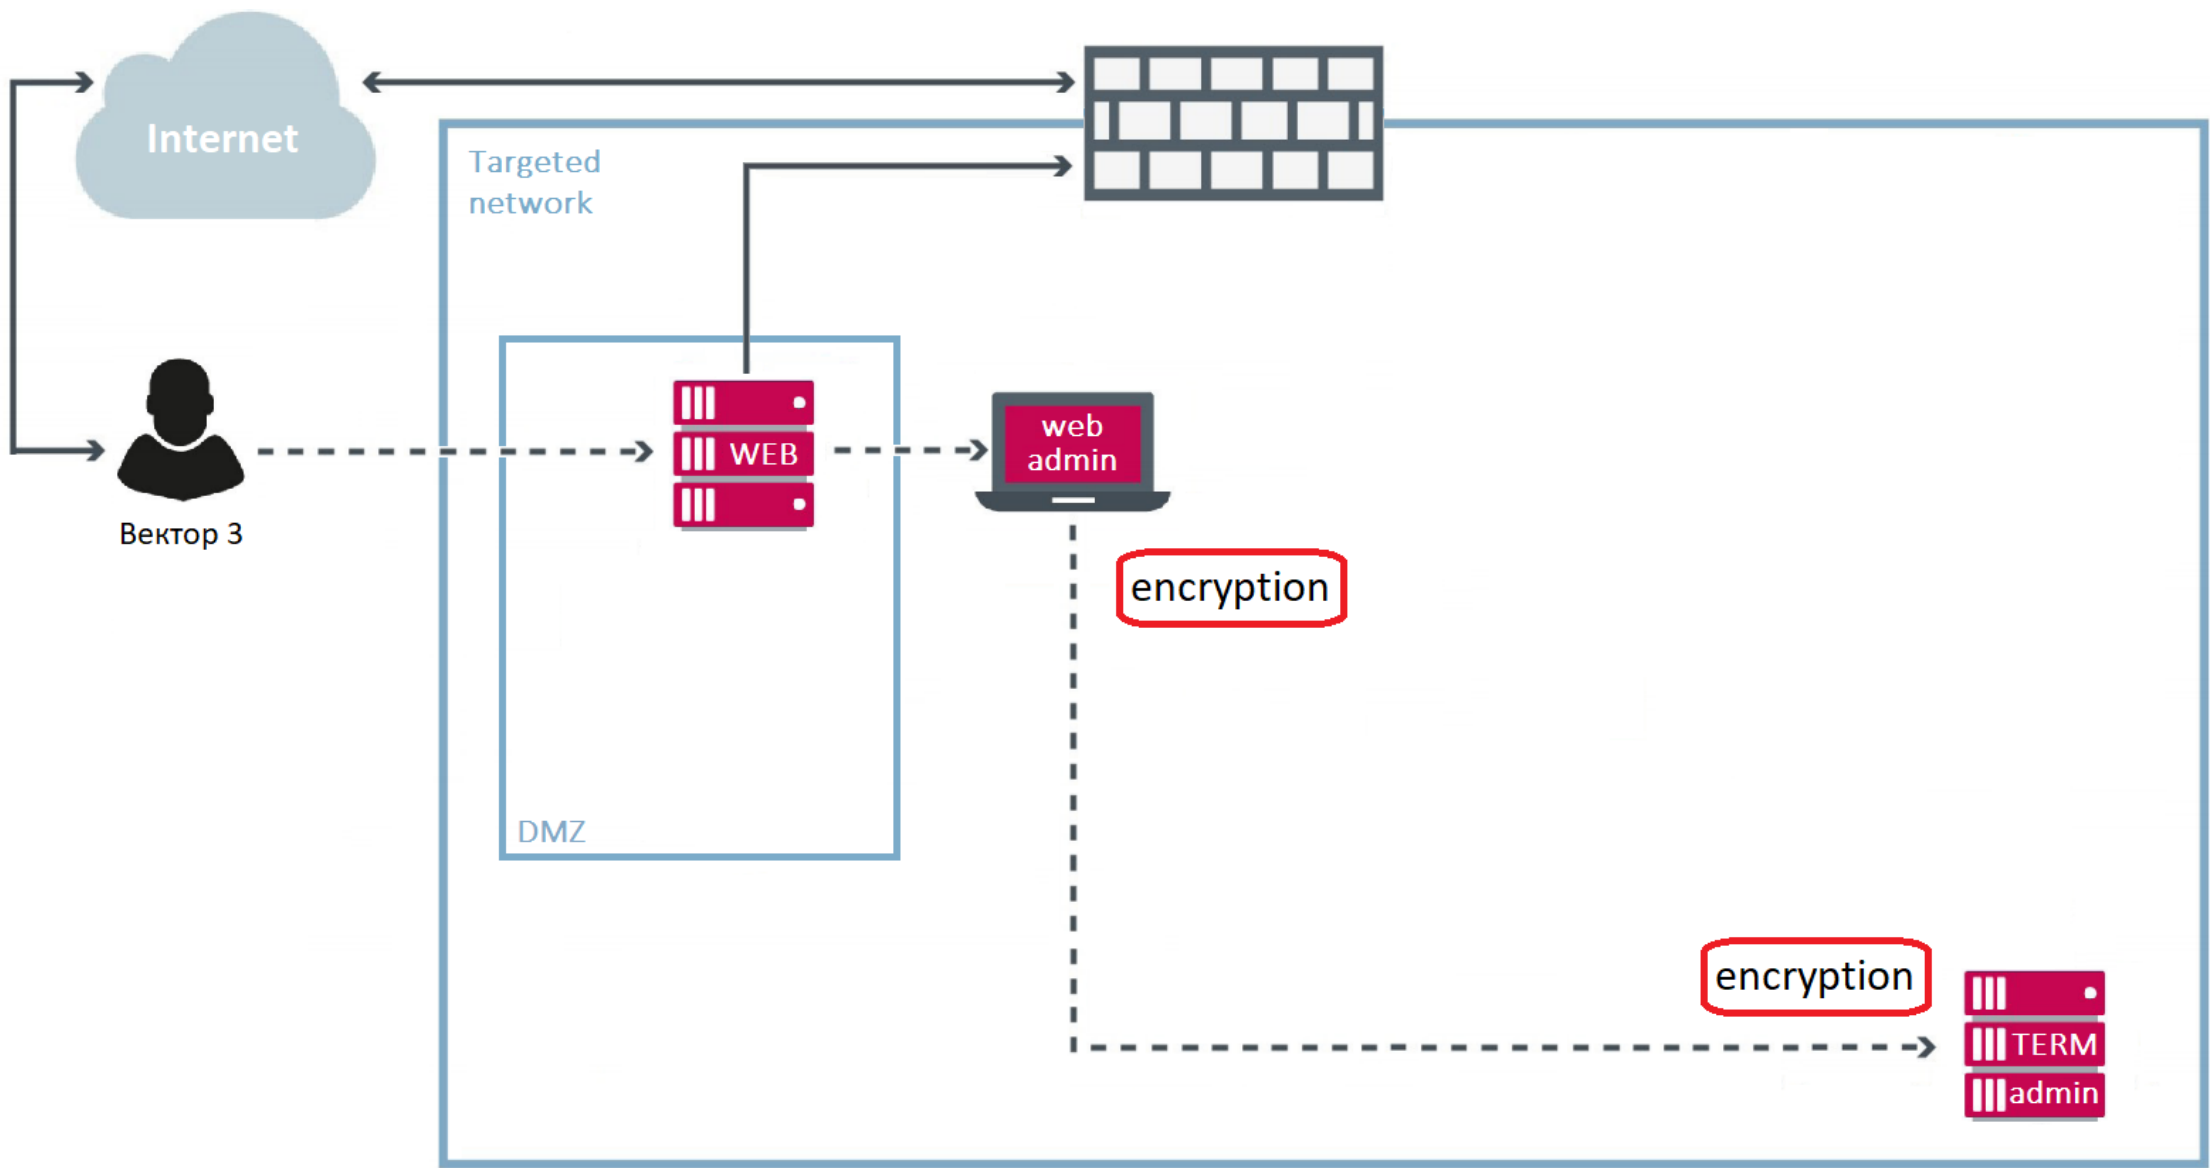 Internet
Targeted
network
WEB
web
admin
Вектор 3
encryption
DMZ
encryption
TERM
admin